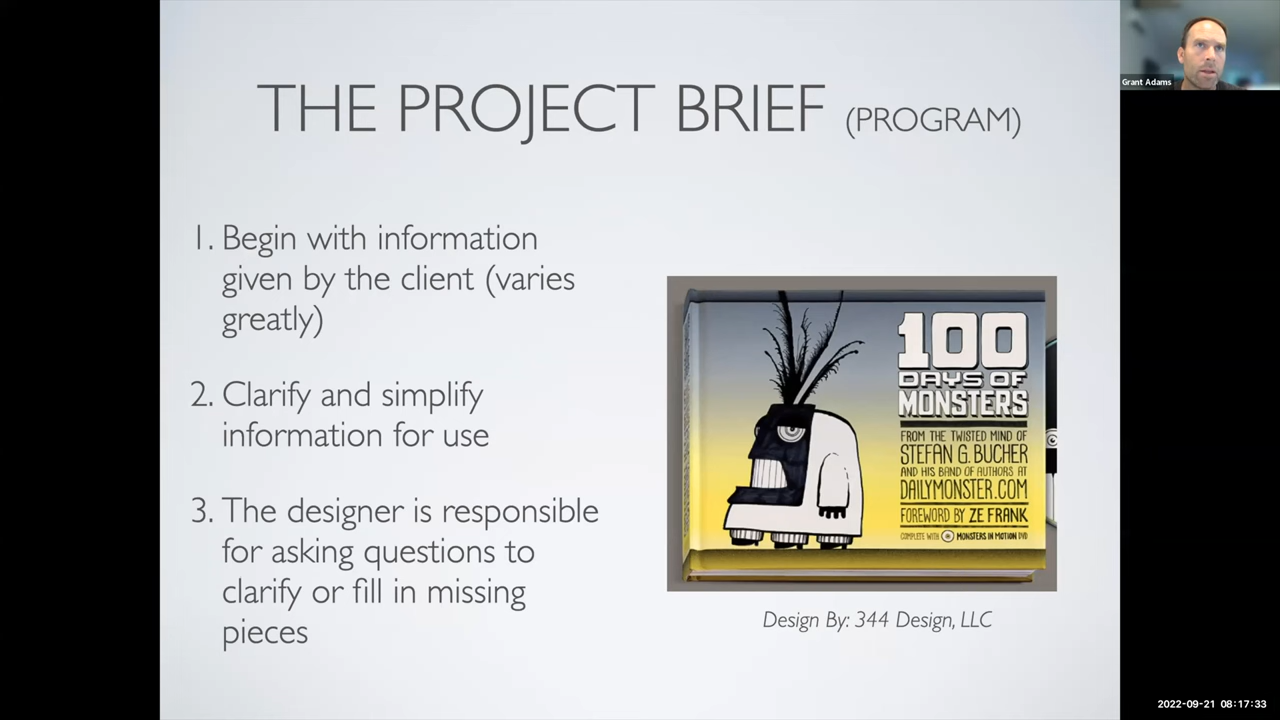 THE PROJECT BRIEF (PROGRAM)
Grant Adams
1. Begin with information
given by the client (varies
greatly)
2. Clarify and simplify
information for use
3. The designer is responsible
for asking questions to
clarify or fill in missing
pieces
100
DAYS OF
MONSTERS
FROM THE TWISTED MIND OF
STEFAN G. BUCHER
AND HIS BAND OF AUTHORS AT
DAILYMONSTER.COM
FOREWORD BY ZE FRANK
COMPLETE WITH MONSTERS IN MOTION DVD
Design By: 344 Design, LLC
2022-09-21 08:17:33